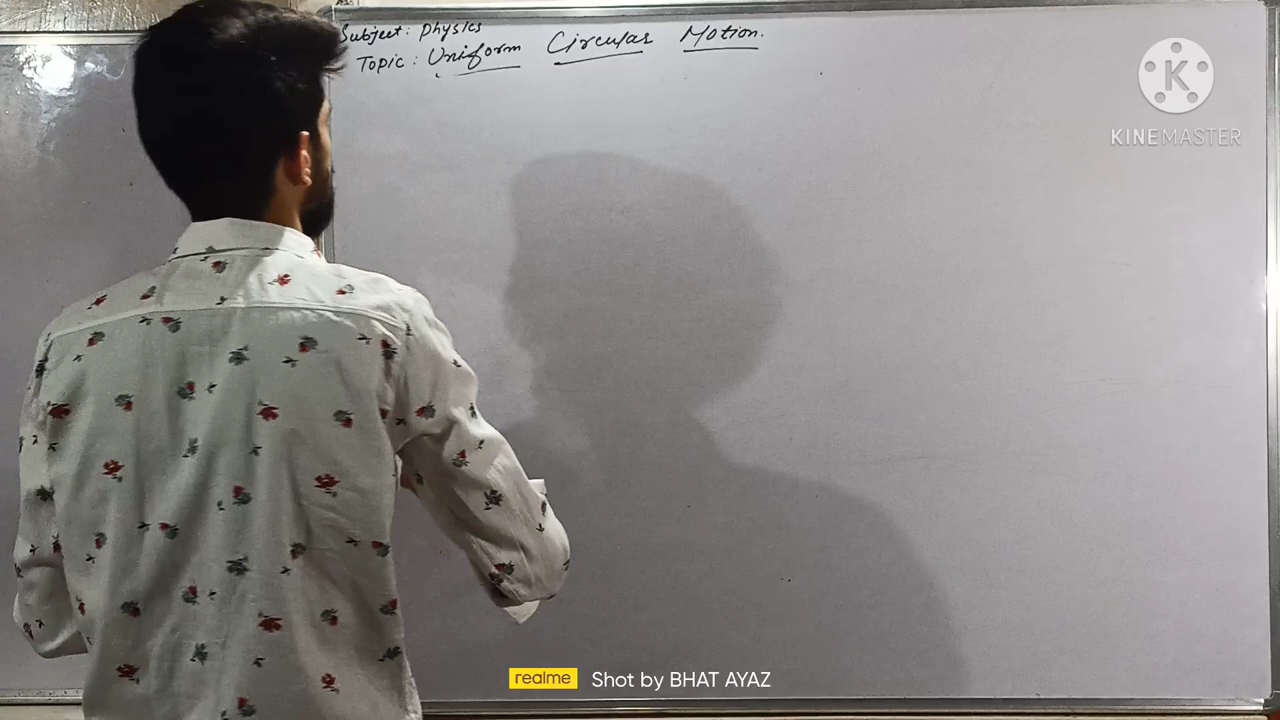 Subject: Physics
Topic: Uniform Circular Motion.
K
KINEMASTER
realme Shot by BHAT AYAZ